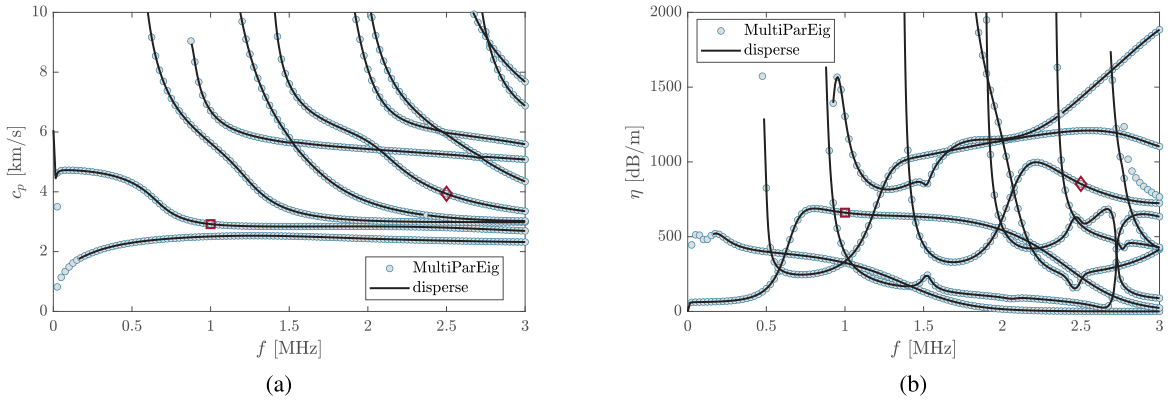 10
8
6
4
2
0
c_p [km/s]
0 0.5 1 1.5 2 2.5 3
f [MHz]
MultiParEig
disperse
(a)
2000
1500
1000
500
0
η [dB/m]
0 0.5 1 1.5 2 2.5 3
f [MHz]
MultiParEig
disperse
(b)